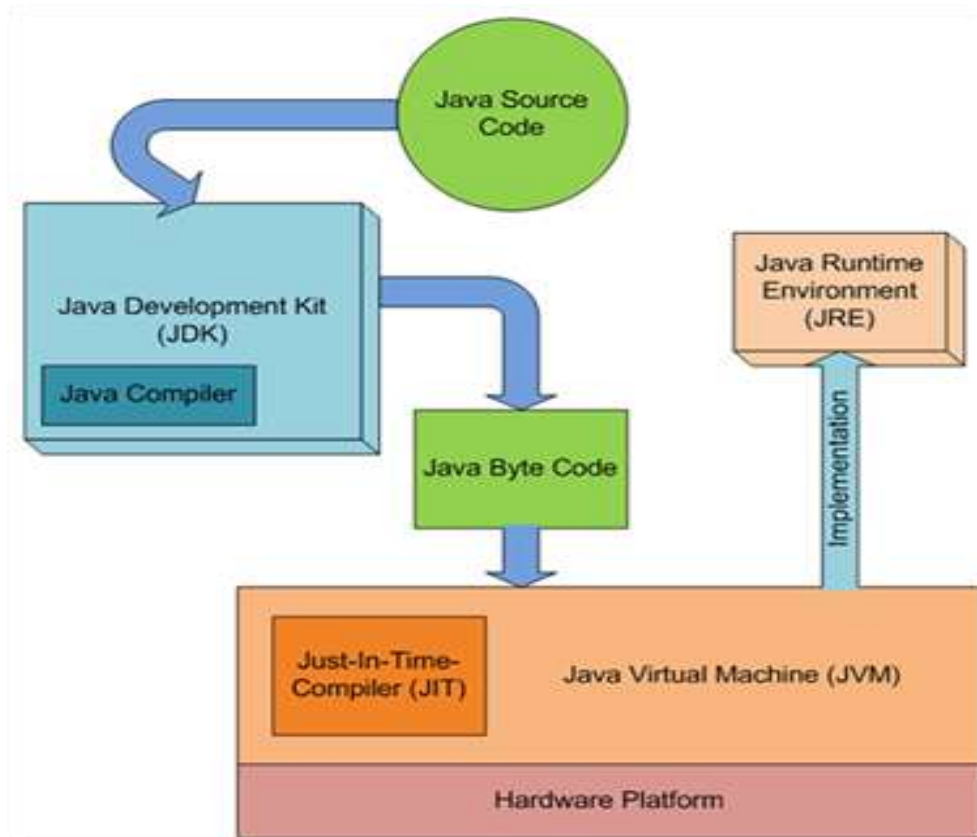 Java Source
Code
Java Development Kit
(JDK)
Java Compiler
Java Runtime
Environment
(JRE)
Java Byte Code
Implementation
Just-In-Time-
Compiler (JIT)
Java Virtual Machine (JVM)
Hardware Platform